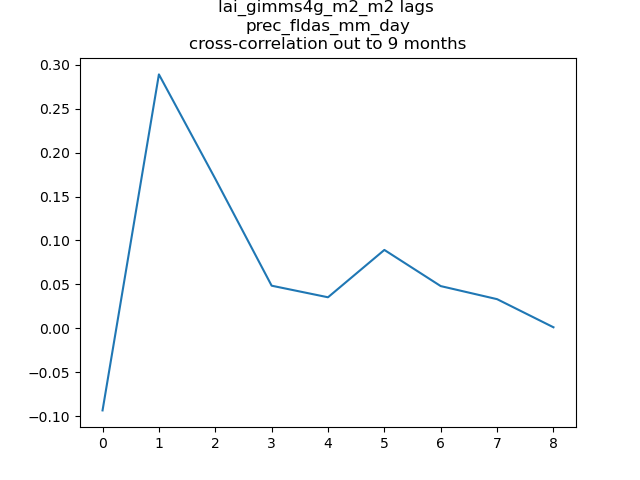 lai_gimms4g_m2_m2 lags
prec_fldas_mm_day
cross-correlation out to 9 months
0.30
0.25
0.20
0.15
0.10
0.05
0.00
−0.05
−0.10
0 1 2 3 4 5 6 7 8